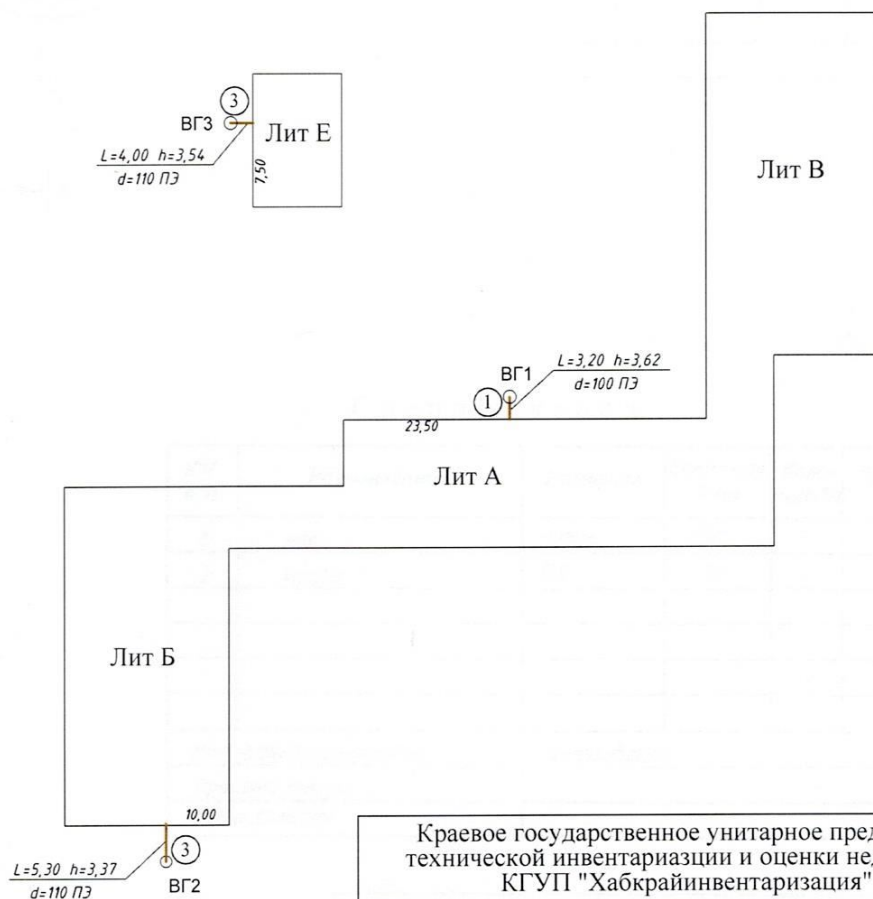 3
ВГ3
Лит Е
L=4,00 h=3,54
d=110 ПЭ
7,50
Лит В
L=3,20 h=3,62
ВГ1
d=100 ПЭ
1
23,50
Лит А
Лит Б
10,00
3
L=5,30 h=3,37
d=110 ПЭ
ВГ2
Краевое государственное унитарное пред
технической инвентариазции и оценки не
КГУП "Хабкрайинвентаризация"